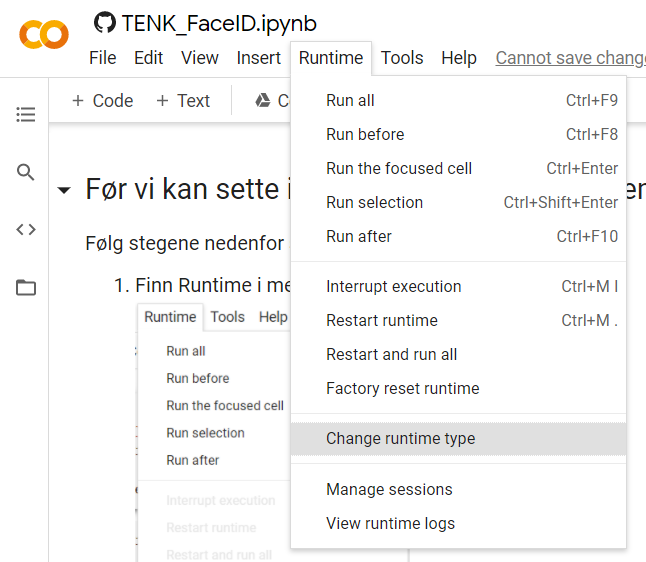 TENK_FaceID.ipynb
File Edit View Insert Runtime Tools Help Cannot save chang
+ Code + Text
Run all Ctrl+F9
Run before Ctrl+F8
Run the focused cell Ctrl+Enter
Run selection Ctrl+Shift+Enter
Run after Ctrl+F10
Interrupt execution Ctrl+M I
Restart runtime Ctrl+M .
Restart and run all
Factory reset runtime
Change runtime type
Manage sessions
View runtime logs
Før vi kan sette i
Følg stegene nedenfor
1. Finn Runtime i me
Runtime Tools Help
Run all
Run before
Run the focused cell
Run selection
Run after
Interrupt execution
Restart runtime
Restart and run all